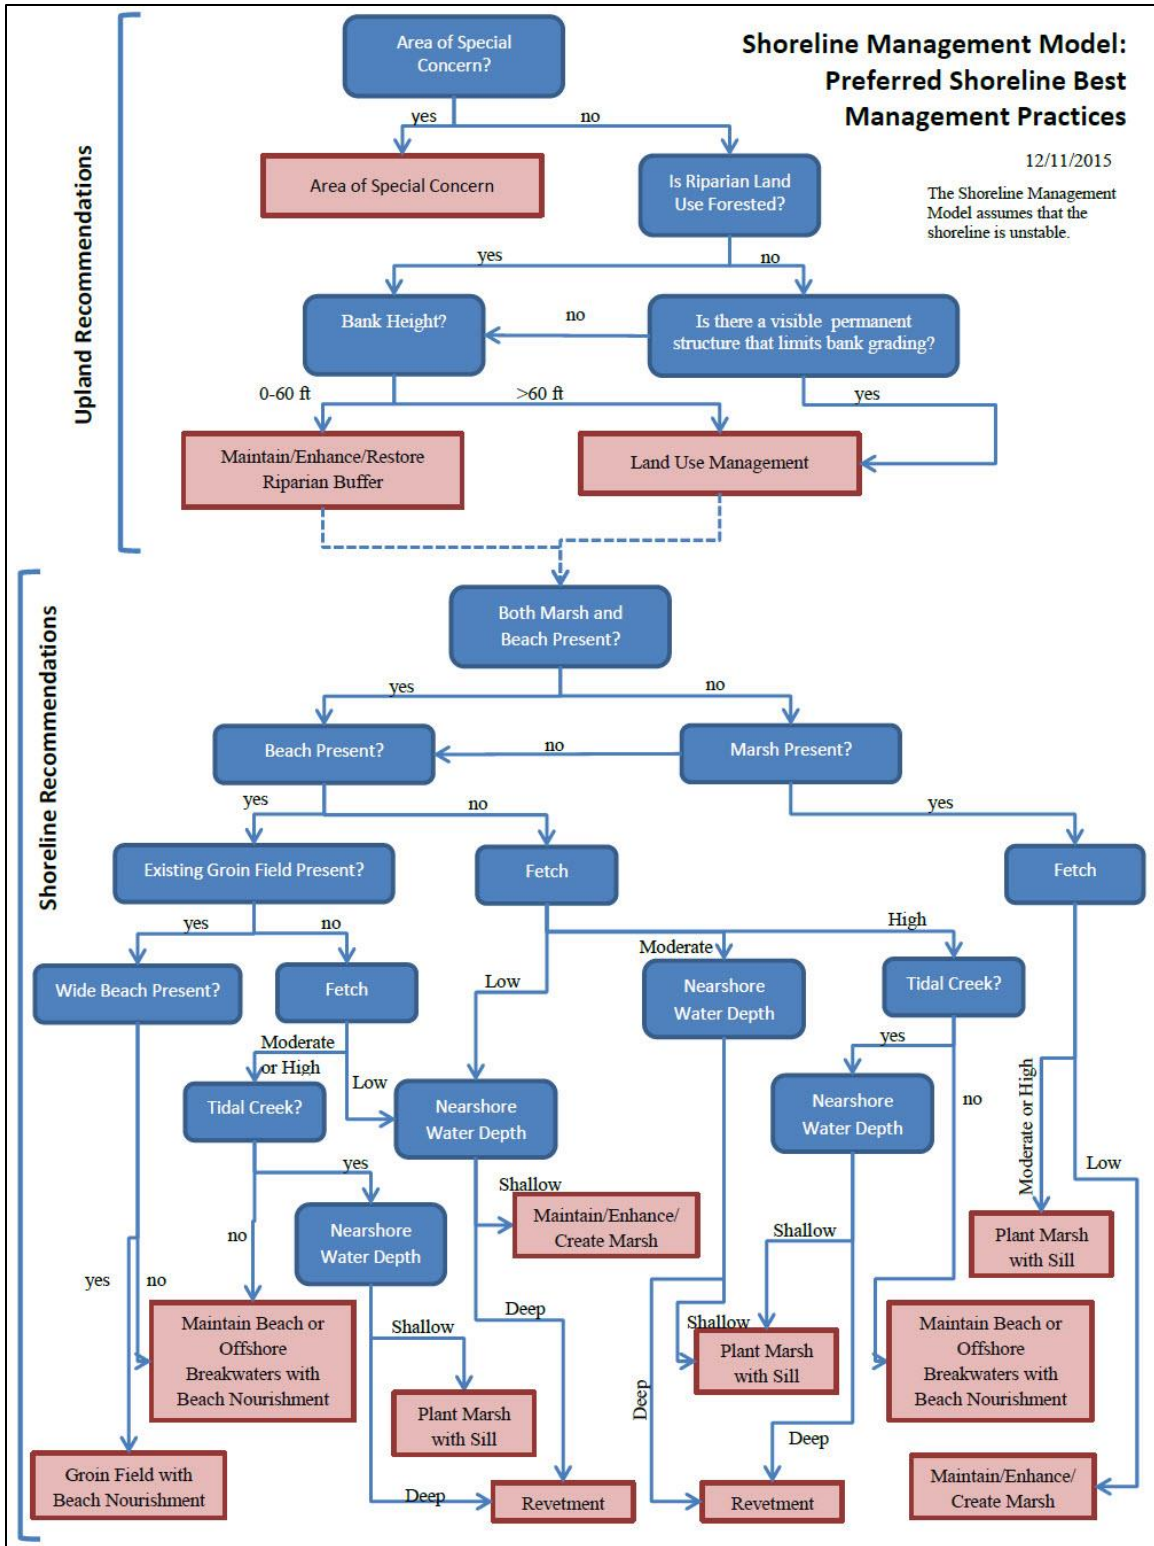 Shoreline Management Model:
Preferred Shoreline Best
Management Practices
12/11/2015
The Shoreline Management
Model assumes that the
shoreline is unstable.
Upland Recommendations
Area of Special
Concern?
yes
no
Area of Special Concern
Is Riparian Land
Use Forested?
yes
no
Bank Height?
no
Is there a visible permanent
structure that limits bank grading?
0-60 ft
>60 ft
yes
Maintain/Enhance/Restore
Riparian Buffer
Land Use Management
Shoreline Recommendations
Both Marsh and
Beach Present?
yes
no
Beach Present?
no
Marsh Present?
yes
no
yes
Existing Groin Field Present?
Fetch
Fetch
yes
no
Low
Moderate
High
Wide Beach Present?
Fetch
Nearshore
Water Depth
Tidal Creek?
Moderate
or High
Low
yes
no
Moderate or High
Low
Tidal Creek?
Nearshore
Water Depth
Nearshore
Water Depth
yes
no
Shallow
Nearshore
Water Depth
Maintain/Enhance/
Create Marsh
Shallow
Plant Marsh
with Sill
yes
no
Deep
Shallow
Shallow
Maintain Beach or
Offshore
Breakwaters with
Beach Nourishment
Plant Marsh
with Sill
Maintain Beach or
Offshore
Breakwaters with
Beach Nourishment
Deep
Plant Marsh
with Sill
Deep
Groin Field with
Beach Nourishment
Deep
Revetment
Revetment
Maintain/Enhance/
Create Marsh